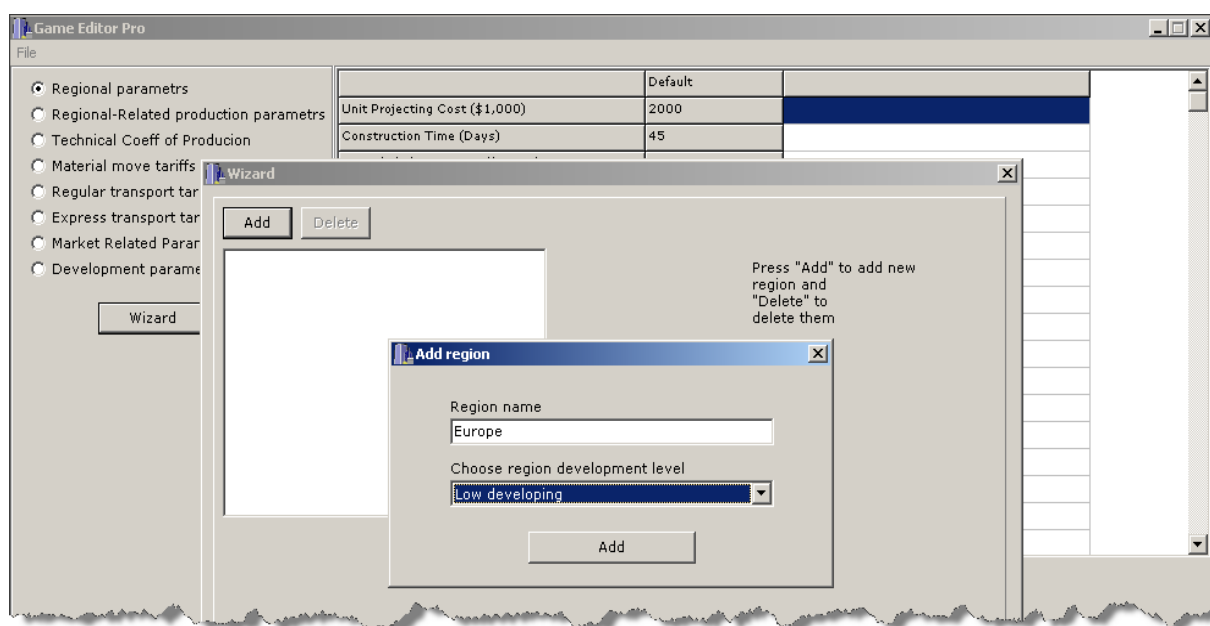 Game Editor Pro
File
Regional parametrs
Regional-Related production parametrs
Technical Coeff of Producion
Material move tariffs
Regular transport tar
Express transport tar
Market Related Parar
Development parame
Wizard
Default
Unit Projecting Cost ($1,000) 2000
Construction Time (Days) 45
Wizard
Add Delete
Press "Add" to add new
region and
"Delete" to
delete them
Add region
Region name
Europe
Choose region development level
Low developing
Add